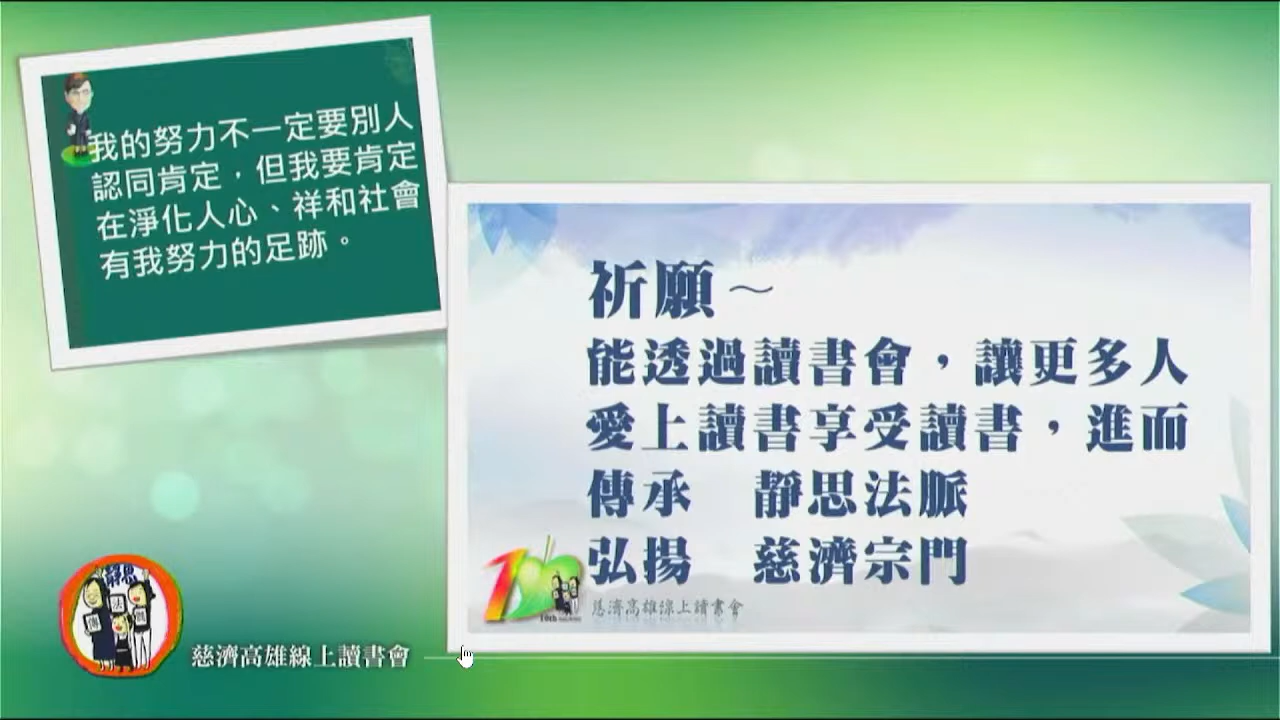 我的努力不一定要別人
認同肯定,但我要肯定
在淨化人心、祥和社會
有我努力的足跡。
祈願～
能透過讀書會,讓更多人
愛上讀書享受讀書,進而
傳承　靜思法脈
弘揚　慈濟宗門
10
10th
慈濟高雄線上讀書會
靜思
慈濟高雄線上讀書會